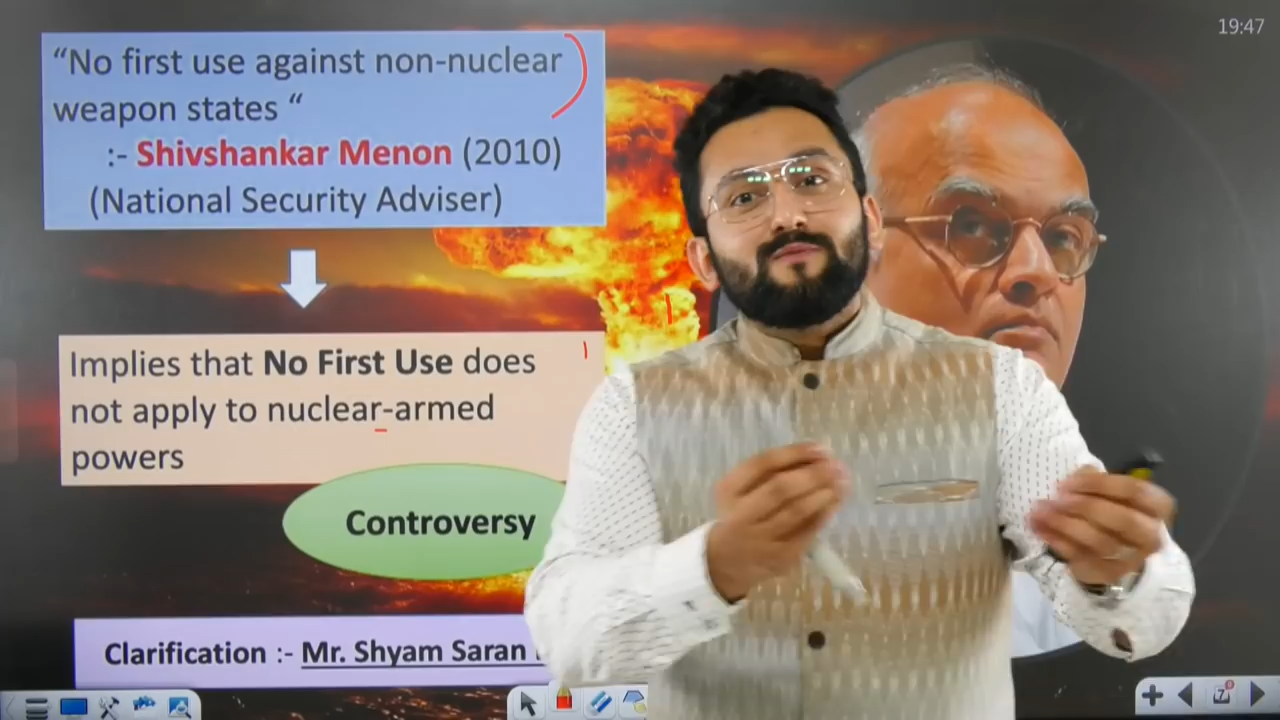 19:47
“No first use against non-nuclear
weapon states “
:- Shivshankar Menon (2010)
(National Security Adviser)
Implies that No First Use does
not apply to nuclear-armed
powers
Controversy
Clarification :- Mr. Shyam Saran